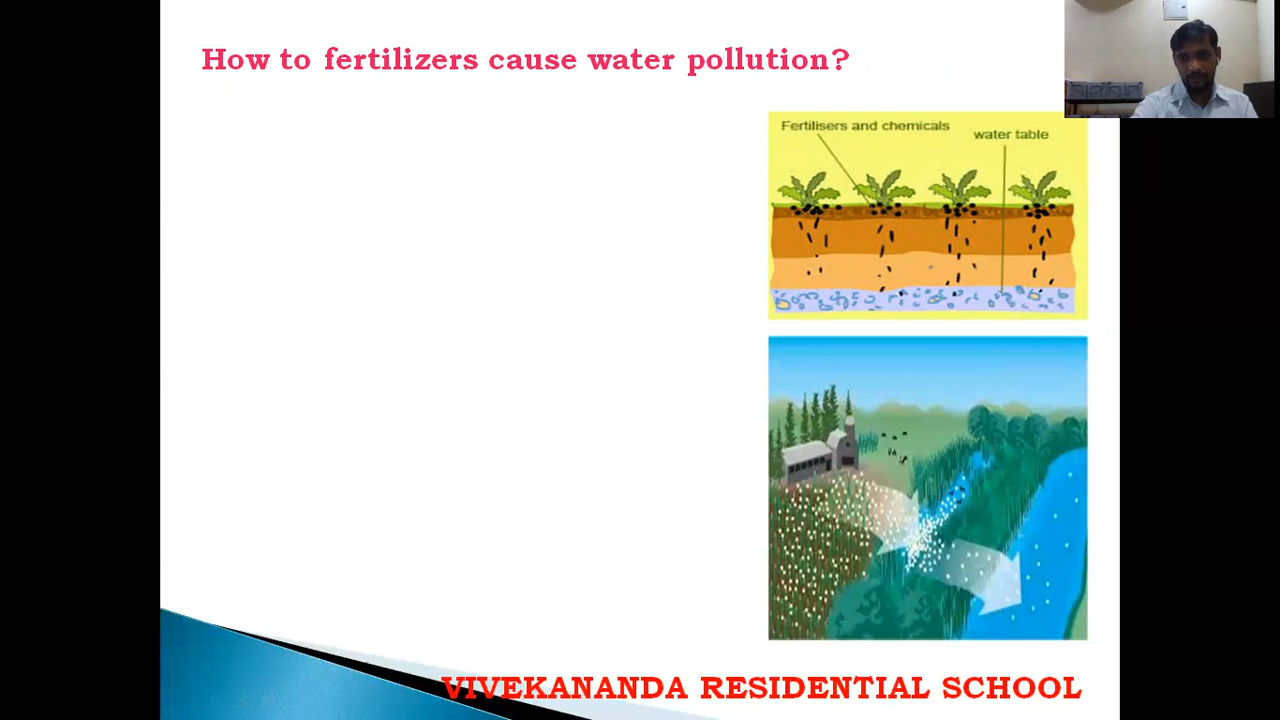 How to fertilizers cause water pollution?
Fertilisers and chemicals
water table
VIVEKANANDA RESIDENTIAL SCHOOL